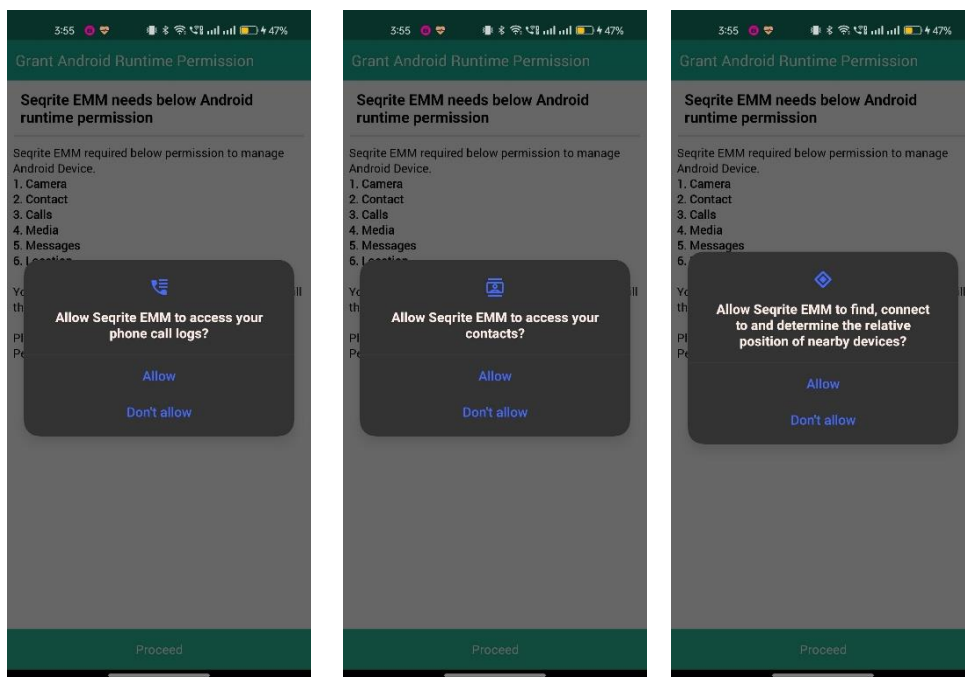 3:55
47%
Grant Android Runtime Permission
Seqrite EMM needs below Android
runtime permission
Seqrite EMM required below permission to manage
Android Device.
1. Camera
2. Contact
3. Calls
4. Media
5. Messages
6. Location
Allow Seqrite EMM to access your
phone call logs?
Allow
Don't allow
Proceed
3:55
47%
Grant Android Runtime Permission
Seqrite EMM needs below Android
runtime permission
Seqrite EMM required below permission to manage
Android Device.
1. Camera
2. Contact
3. Calls
4. Media
5. Messages
6. Location
Allow Seqrite EMM to access your
contacts?
Allow
Don't allow
Proceed
3:55
47%
Grant Android Runtime Permission
Seqrite EMM needs below Android
runtime permission
Seqrite EMM required below permission to manage
Android Device.
1. Camera
2. Contact
3. Calls
4. Media
5. Messages
6.
Allow Seqrite EMM to find, connect
to and determine the relative
position of nearby devices?
Allow
Don't allow
Proceed